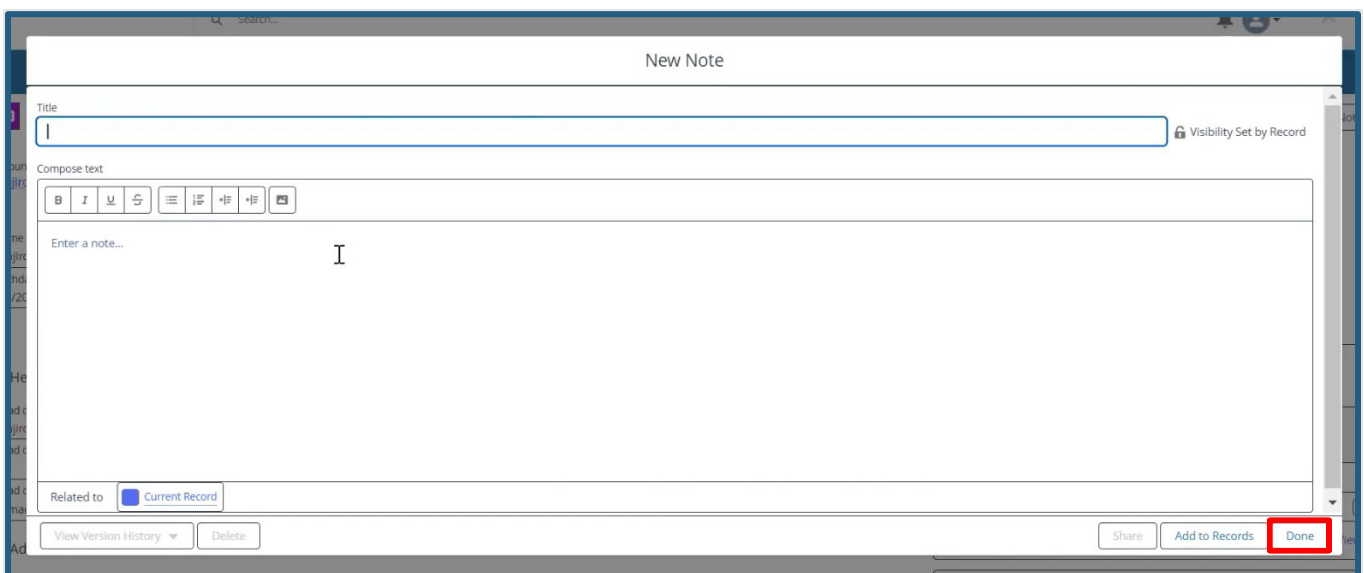 Search...
New Note
Title
Visibility Set by Record
Compose text
B I U S
Enter a note...
Related to Current Record
View Version History Delete Share Add to Records Done